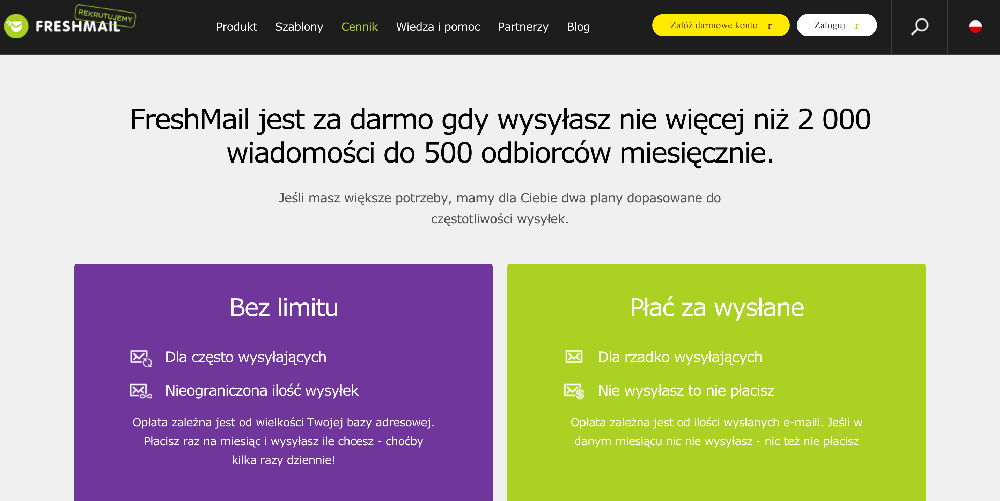 REKRUTUJEMY
FRESHMAIL
Produkt Szablony Cennik Wiedza i pomoc Partnerzy Blog
Załóż darmowe konto r
Zaloguj r
FreshMail jest za darmo gdy wysyłasz nie więcej niż 2 000
wiadomości do 500 odbiorców miesięcznie.
Jeśli masz większe potrzeby, mamy dla Ciebie dwa plany dopasowane do
częstotliwości wysyłek.
Bez limitu
Dla często wysyłających
Nieograniczona ilość wysyłek
Opłata zależna jest od wielkości Twojej bazy adresowej.
Płacisz raz na miesiąc i wysyłasz ile chcesz - choćby
kilka razy dziennie!
Płać za wysłane
Dla rzadko wysyłających
Nie wysyłasz to nie płacisz
Opłata zależna jest od ilości wysłanych e-maili. Jeśli w
danym miesiącu nic nie wysyłasz - nic też nie płacisz